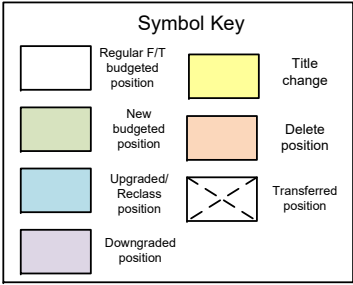 Symbol Key
Regular F/T
budgeted
position
Title
change
New
budgeted
position
Delete
position
Upgraded/
Reclass
position
Transferred
position
Downgraded
position